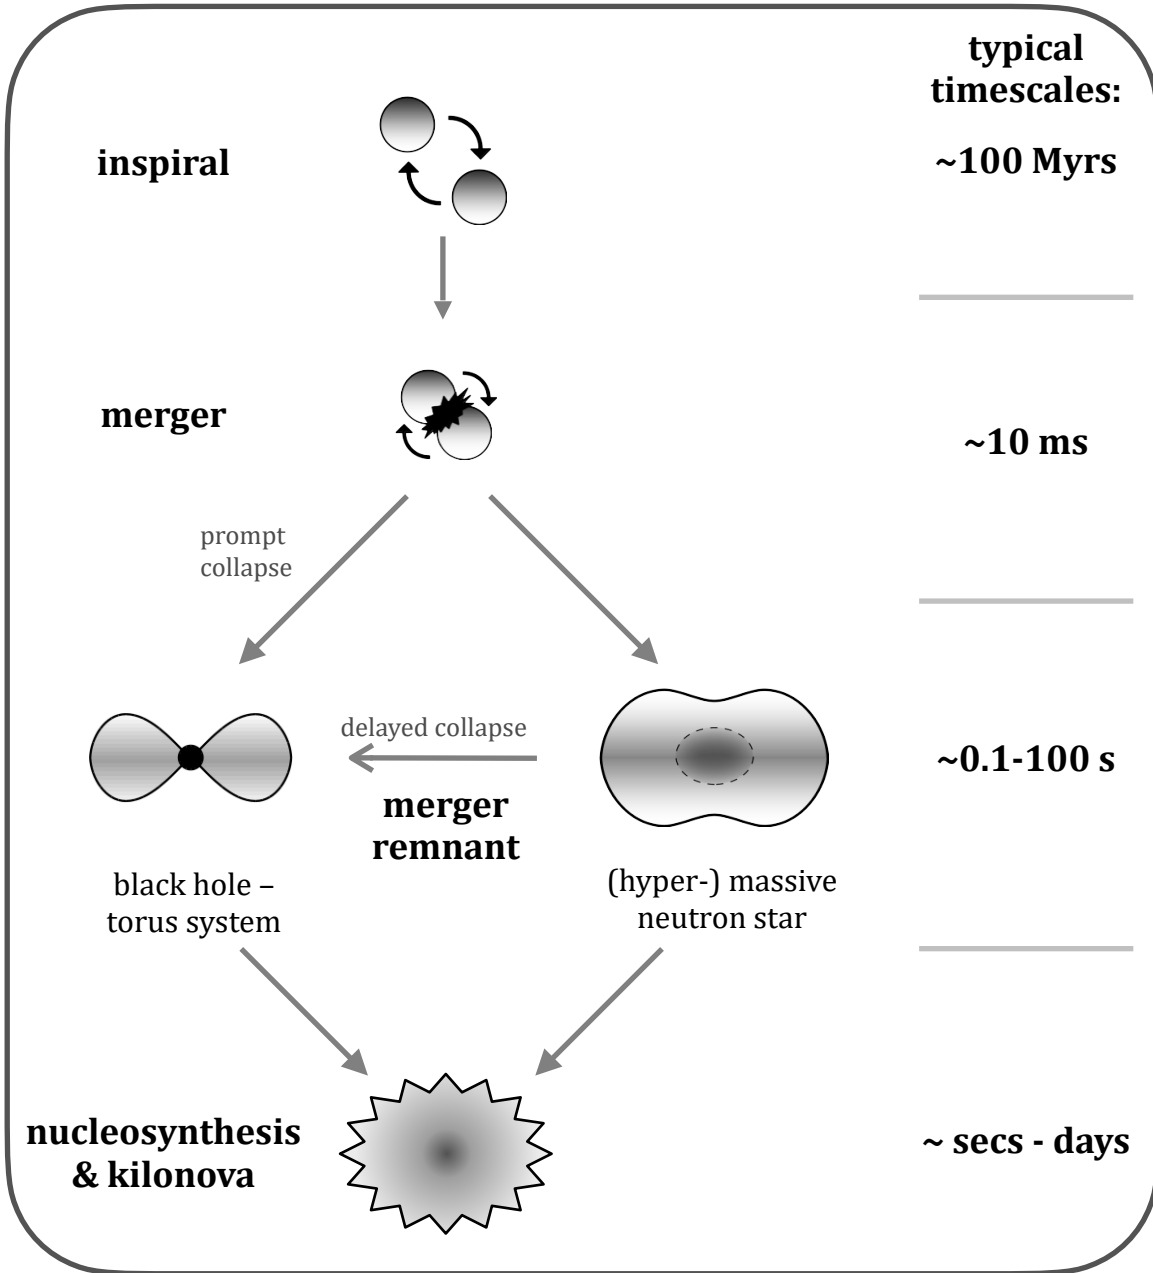 typical
timescales:
inspiral
~100 Myrs
merger
~10 ms
prompt
collapse
delayed collapse
~0.1-100 s
merger
remnant
black hole –
torus system
(hyper-) massive
neutron star
nucleosynthesis
& kilonova
~ secs - days